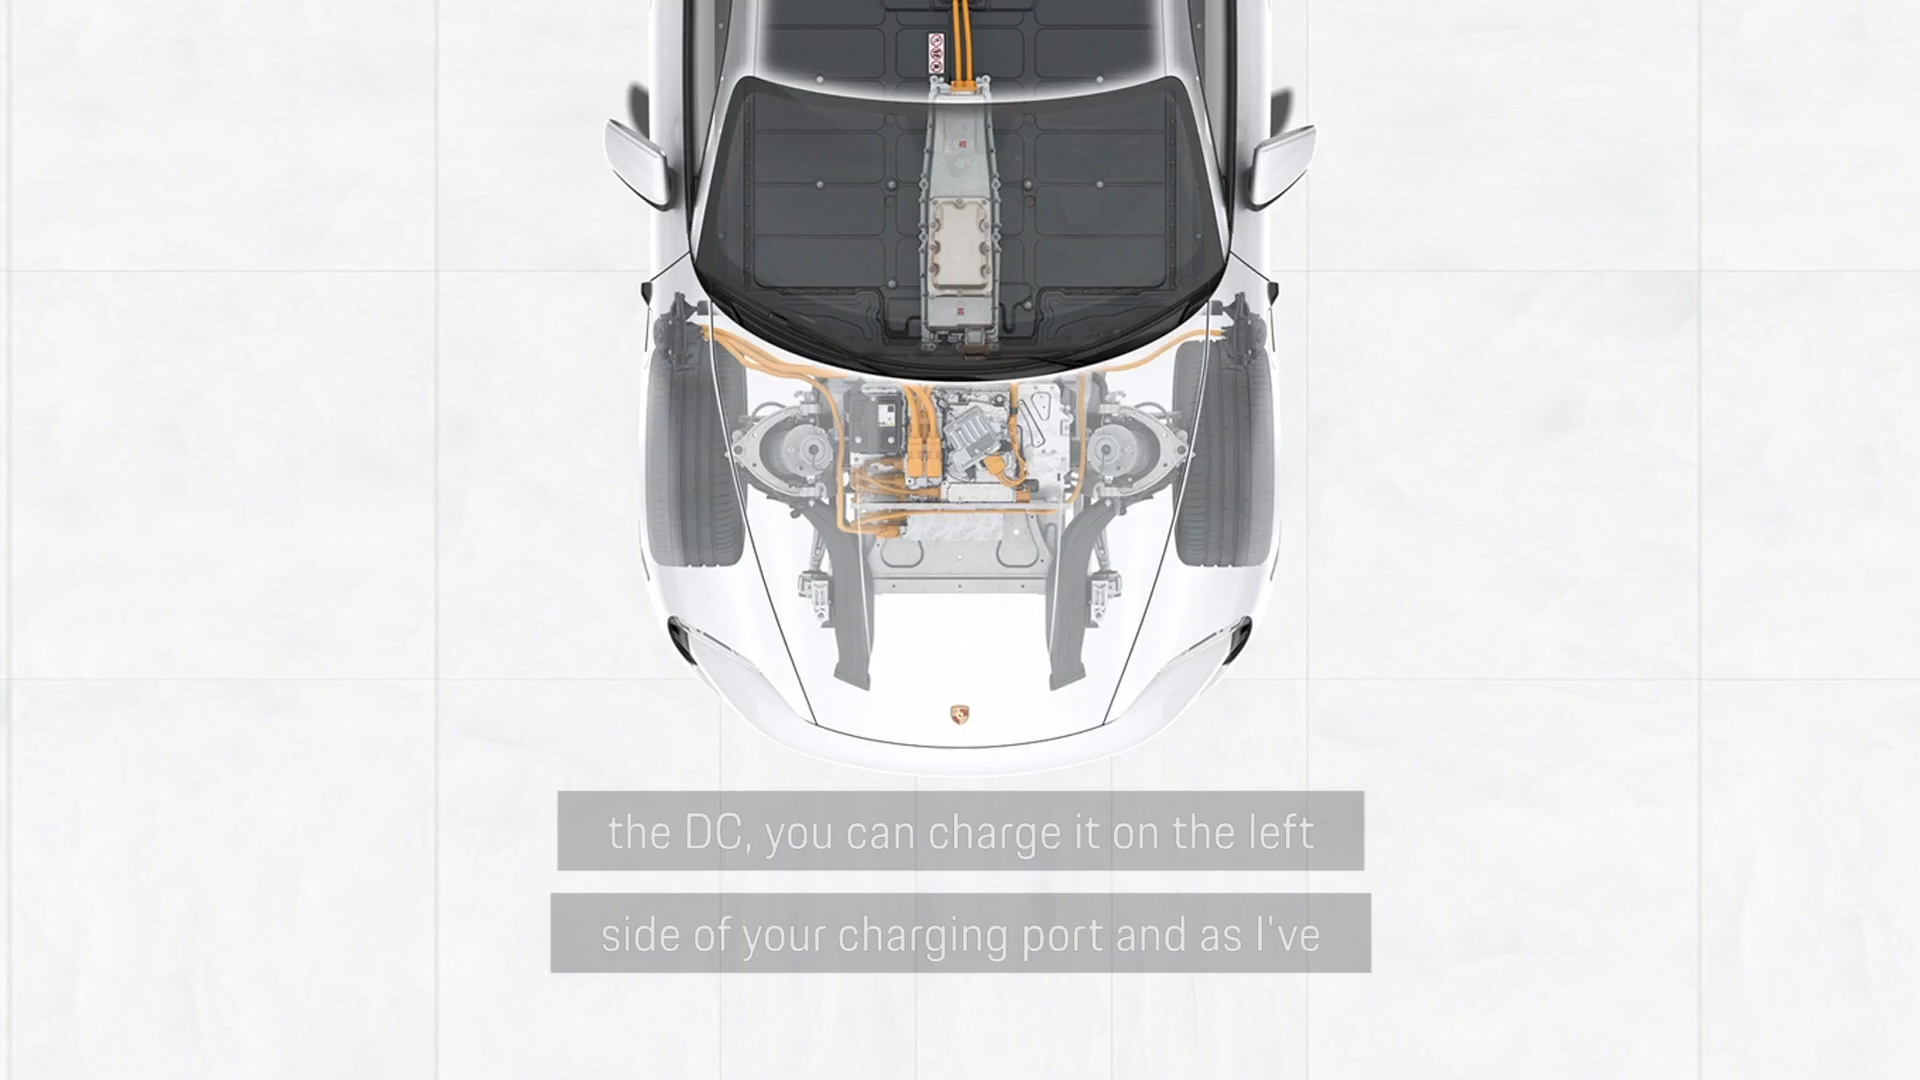 the DC, you can charge it on the left
side of your charging port and as I've